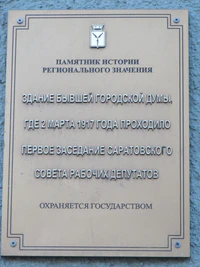 ПАМЯТНИК ИСТОРИИ
РЕГИОНАЛЬНОГО ЗНАЧЕНИЯ
ЗДАНИЕ БЫВШЕЙ ГОРОДСКОЙ ДУМЫ,
ГДЕ 2 МАРТА 1917 ГОДА ПРОХОДИЛО
ПЕРВОЕ ЗАСЕДАНИЕ САРАТОВСКОГО
СОВЕТА РАБОЧИХ ДЕПУТАТОВ
ОХРАНЯЕТСЯ ГОСУДАРСТВОМ